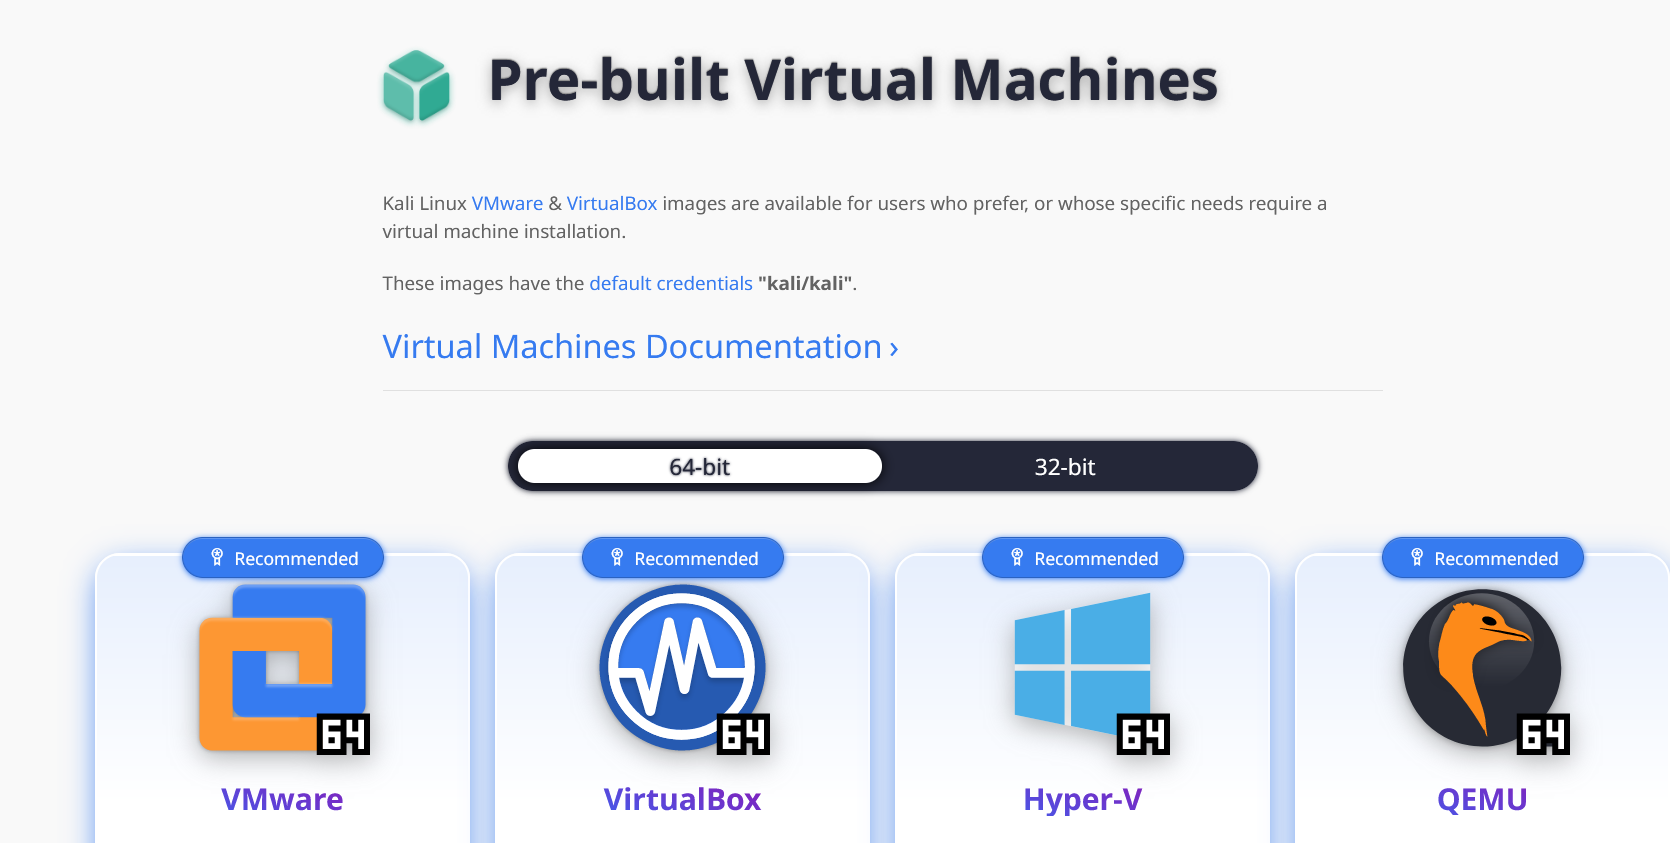 Pre-built Virtual Machines
Kali Linux VMware & VirtualBox images are available for users who prefer, or whose specific needs require a
virtual machine installation.
These images have the default credentials "kali/kali".
Virtual Machines Documentation ›
64-bit 32-bit
Recommended Recommended Recommended Recommended
64 64 64 64
VMware VirtualBox Hyper-V QEMU